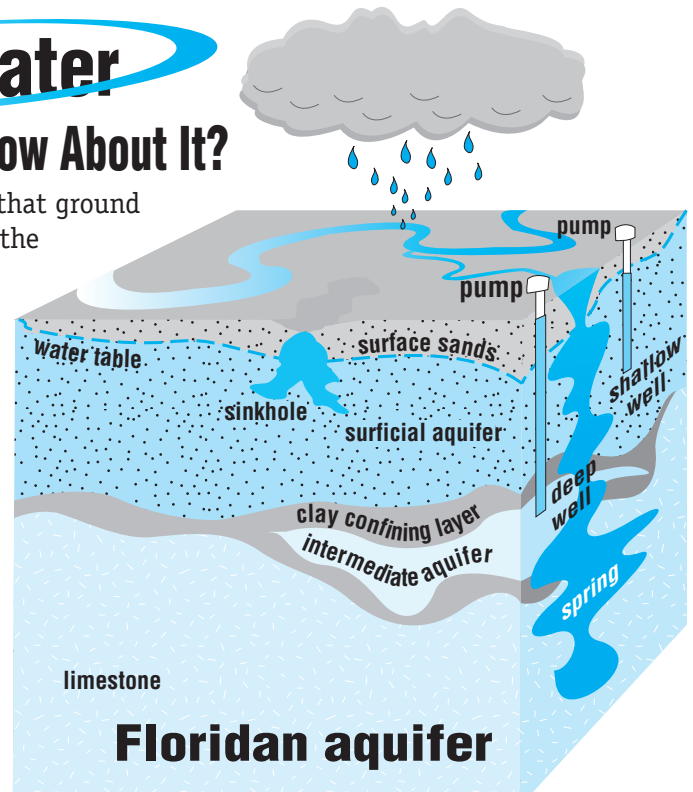 ater
ow About It?
that ground
the
pump
pump
water table
surface sands
shallow
well
sinkhole
surficial aquifer
deep
well
clay confining layer
intermediate aquifer
spring
limestone
Floridan aquifer